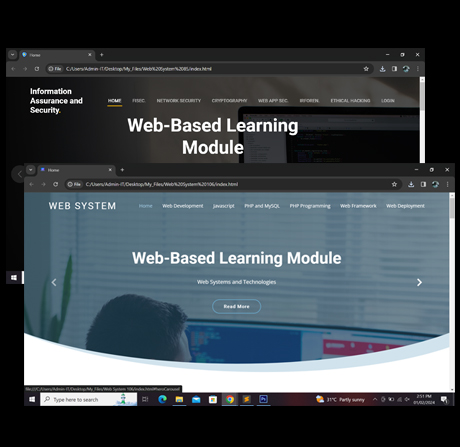 Home
File C:/Users/Admin-IT/Desktop/My_Files/Web%20System%2085/index.html
Information
Assurance and
Security.
HOME FISEC. NETWORK SECURITY CRYPTOGRAPHY WEB APP SEC. INFOREN. ETHICAL HACKING LOGIN
Web-Based Learning
Module
Home
File C:/Users/Admin-IT/Desktop/My_Files/Web%20System%20106/index.html
WEB SYSTEM
Home Web Development Javascript PHP and MySQL PHP Programming Web Framework Web Deployment
Web-Based Learning Module
Web Systems and Technologies
Read More
file:///C:/Users/Admin-IT/Desktop/My_Files/Web System 106/index.html#heroCarousel
Type here to search
31°C Partly sunny
2:51 PM
01/02/2024